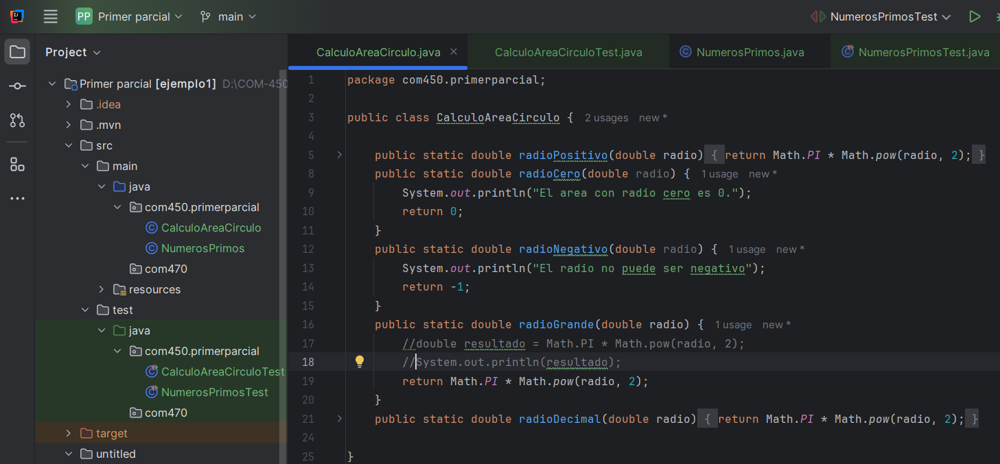 PP Primer parcial main NumerosPrimosTest
Project
CalculoAreaCirculo.java CalculoAreaCirculoTest.java NumerosPrimos.java NumerosPrimosTest.java
Primer parcial [ejemplo1] D:\COM-450
.idea
.mvn
src
main
java
com450.primerparcial
CalculoAreaCirculo
NumerosPrimos
com470
resources
test
java
com450.primerparcial
CalculoAreaCirculoTest
NumerosPrimosTest
com470
target
untitled
1 package com450.primerparcial;
2
3 public class CalculoAreaCirculo { 2 usages new *
4
5 public static double radioPositivo(double radio) { return Math.PI * Math.pow(radio, 2); }
8 public static double radioCero(double radio) { 1 usage new *
9 System.out.println("El area con radio cero es 0.");
10 return 0;
11 }
12 public static double radioNegativo(double radio) { 1 usage new *
13 System.out.println("El radio no puede ser negativo");
14 return -1;
15 }
16 public static double radioGrande(double radio) { 1 usage new *
17 //double resultado = Math.PI * Math.pow(radio, 2);
18 //System.out.println(resultado);
19 return Math.PI * Math.pow(radio, 2);
20 }
21 public static double radioDecimal(double radio) { return Math.PI * Math.pow(radio, 2); }
24
25 }